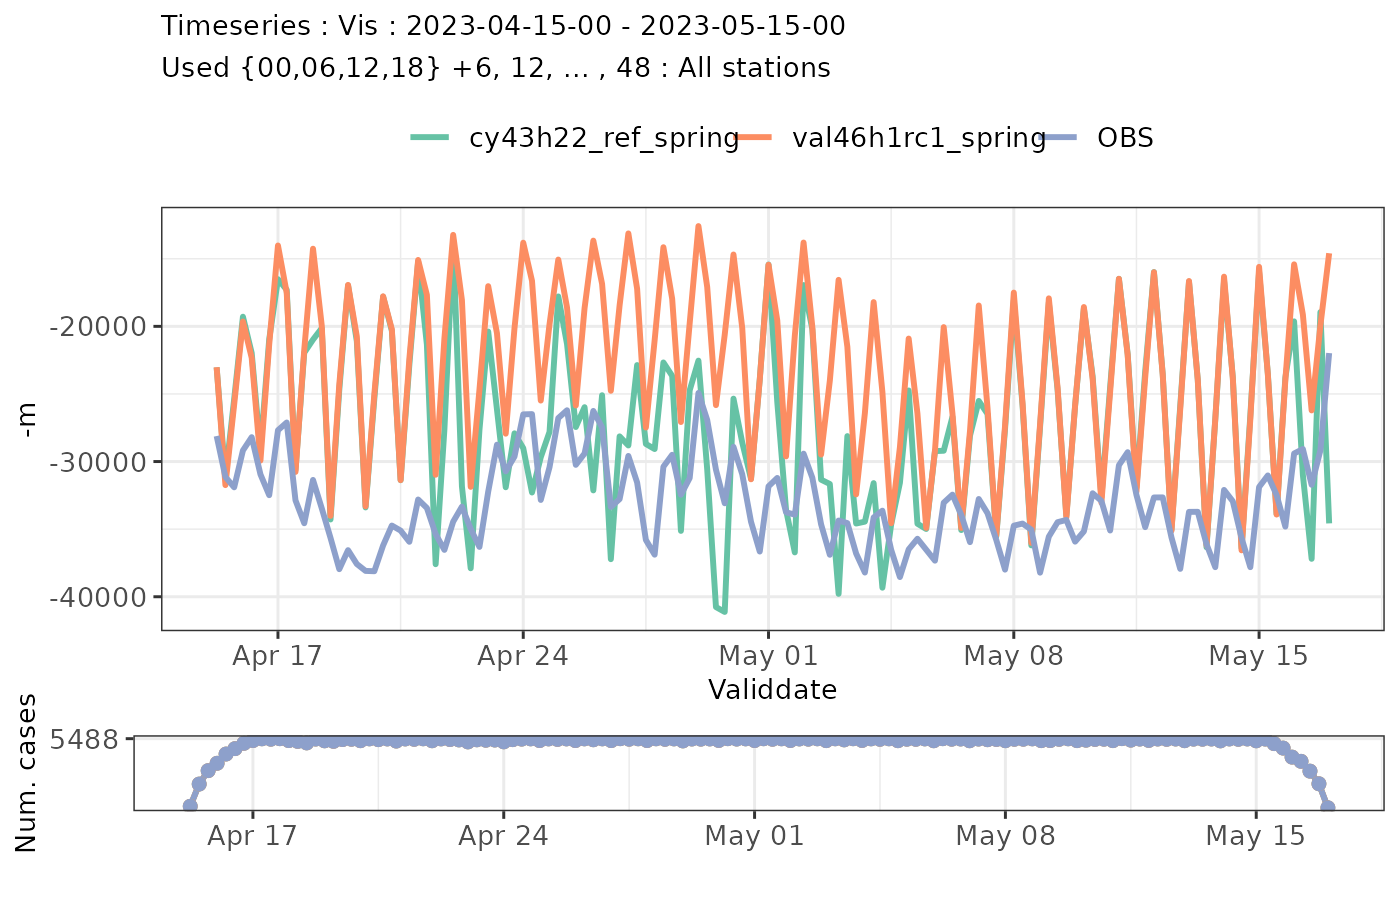 Timeseries : Vis : 2023-04-15-00 - 2023-05-15-00
Used {00,06,12,18} +6, 12, ... , 48 : All stations
cy43h22_ref_spring val46h1rc1_spring OBS
-m
-20000
-30000
-40000
Apr 17 Apr 24 May 01 May 08 May 15
Validdate
Num. cases
5488
Apr 17 Apr 24 May 01 May 08 May 15